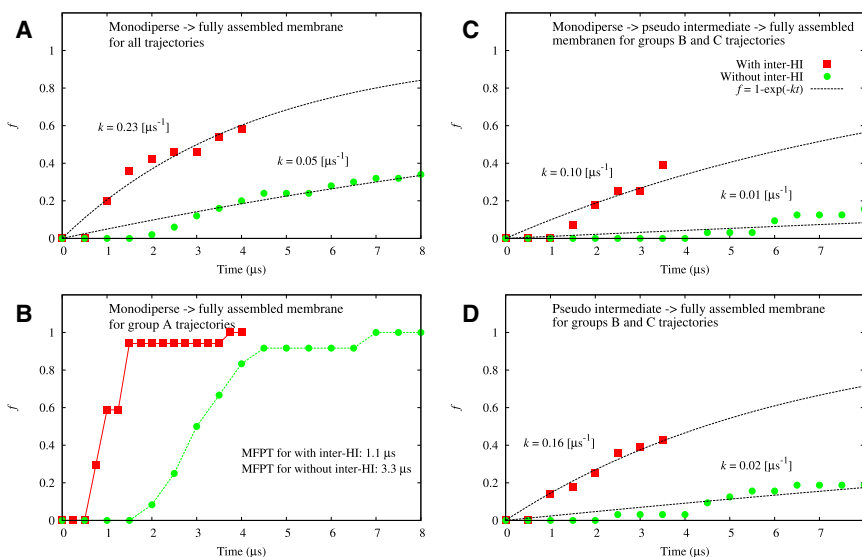 A
Monodiperse -> fully assembled membrane
for all trajectories
1
0.8
0.6
0.4
0.2
0
f
k = 0.23 [μs⁻¹]
k = 0.05 [μs⁻¹]
0 1 2 3 4 5 6 7 8
Time (μs)
C
Monodiperse -> pseudo intermediate -> fully assembled
membranen for groups B and C trajectories
With inter-HI
Without inter-HI
f = 1-exp(-kt)
1
0.8
0.6
0.4
0.2
0
f
k = 0.10 [μs⁻¹]
k = 0.01 [μs⁻¹]
0 1 2 3 4 5 6 7
Time (μs)
B
Monodiperse -> fully assembled membrane
for group A trajectories
1
0.8
0.6
0.4
0.2
0
f
MFPT for with inter-HI: 1.1 μs
MFPT for without inter-HI: 3.3 μs
0 1 2 3 4 5 6 7 8
Time (μs)
D
Pseudo intermediate -> fully assembled membrane
for groups B and C trajectories
1
0.8
0.6
0.4
0.2
0
f
k = 0.16 [μs⁻¹]
k = 0.02 [μs⁻¹]
0 1 2 3 4 5 6 7
Time (μs)